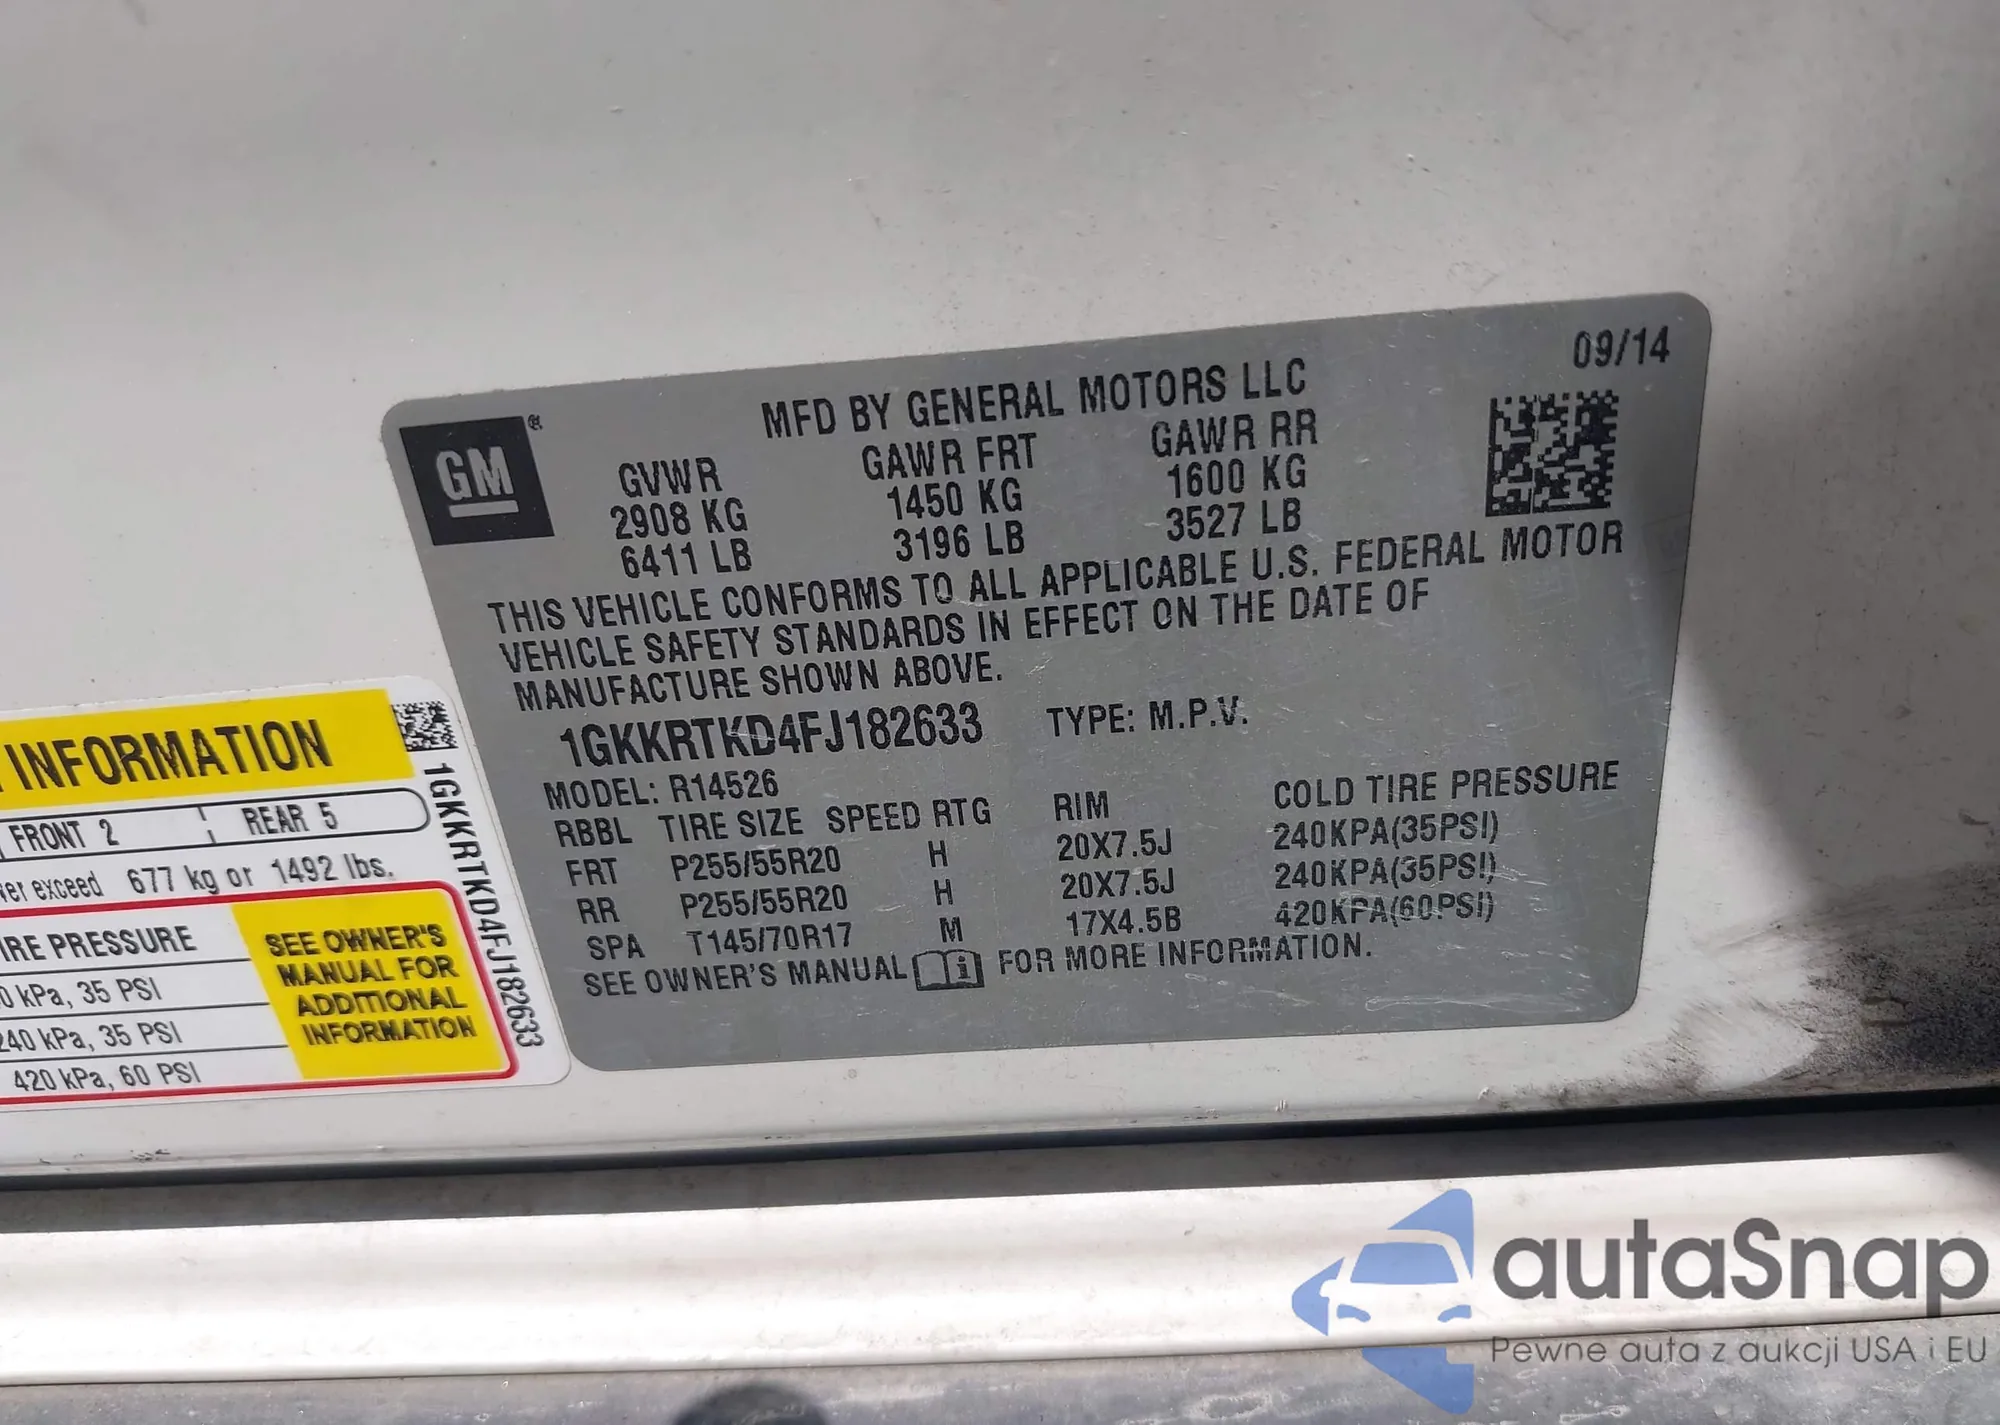 09/14
MFD BY GENERAL MOTORS LLC
GM®
GVWR GAWR FRT GAWR RR
2908 KG 1450 KG 1600 KG
6411 LB 3196 LB 3527 LB
THIS VEHICLE CONFORMS TO ALL APPLICABLE U.S. FEDERAL MOTOR
VEHICLE SAFETY STANDARDS IN EFFECT ON THE DATE OF
MANUFACTURE SHOWN ABOVE.
1GKKRTKD4FJ182633 TYPE: M.P.V.
MODEL: R14526
RBBL TIRE SIZE SPEED RTG RIM COLD TIRE PRESSURE
FRT P255/55R20 H 20X7.5J 240KPA(35PSI)
RR P255/55R20 H 20X7.5J 240KPA(35PSI)
SPA T145/70R17 M 17X4.5B 420KPA(60PSI)
SEE OWNER'S MANUAL FOR MORE INFORMATION.
INFORMATION
FRONT 2 REAR 5
exceed 677 kg or 1492 lbs.
PRESSURE
kPa, 35 PSI
240 kPa, 35 PSI
420 kPa, 60 PSI
SEE OWNER'S
MANUAL FOR
ADDITIONAL
INFORMATION
1GKKRTKD4FJ182633
autaSnap
Pewne auta z aukcji USA i EU